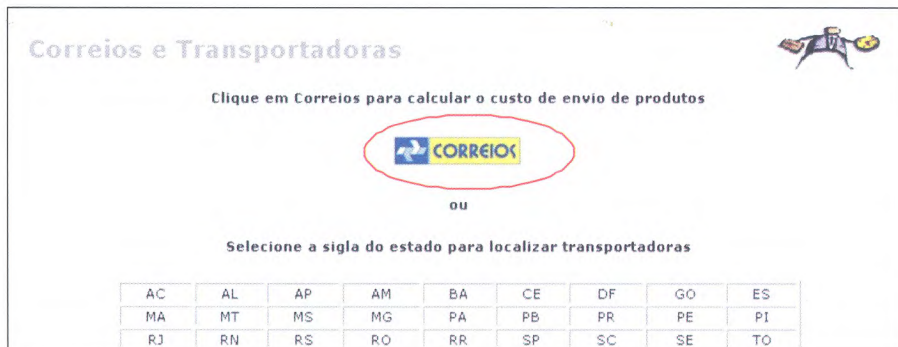 Correios e Transportadoras
Clique em Correios para calcular o custo de envio de produtos
CORREIOS
ou
Selecione a sigla do estado para localizar transportadoras
AC AL AP AM BA CE DF GO ES
MA MT MS MG PA PB PR PE PI
RJ RN RS RO RR SP SC SE TO